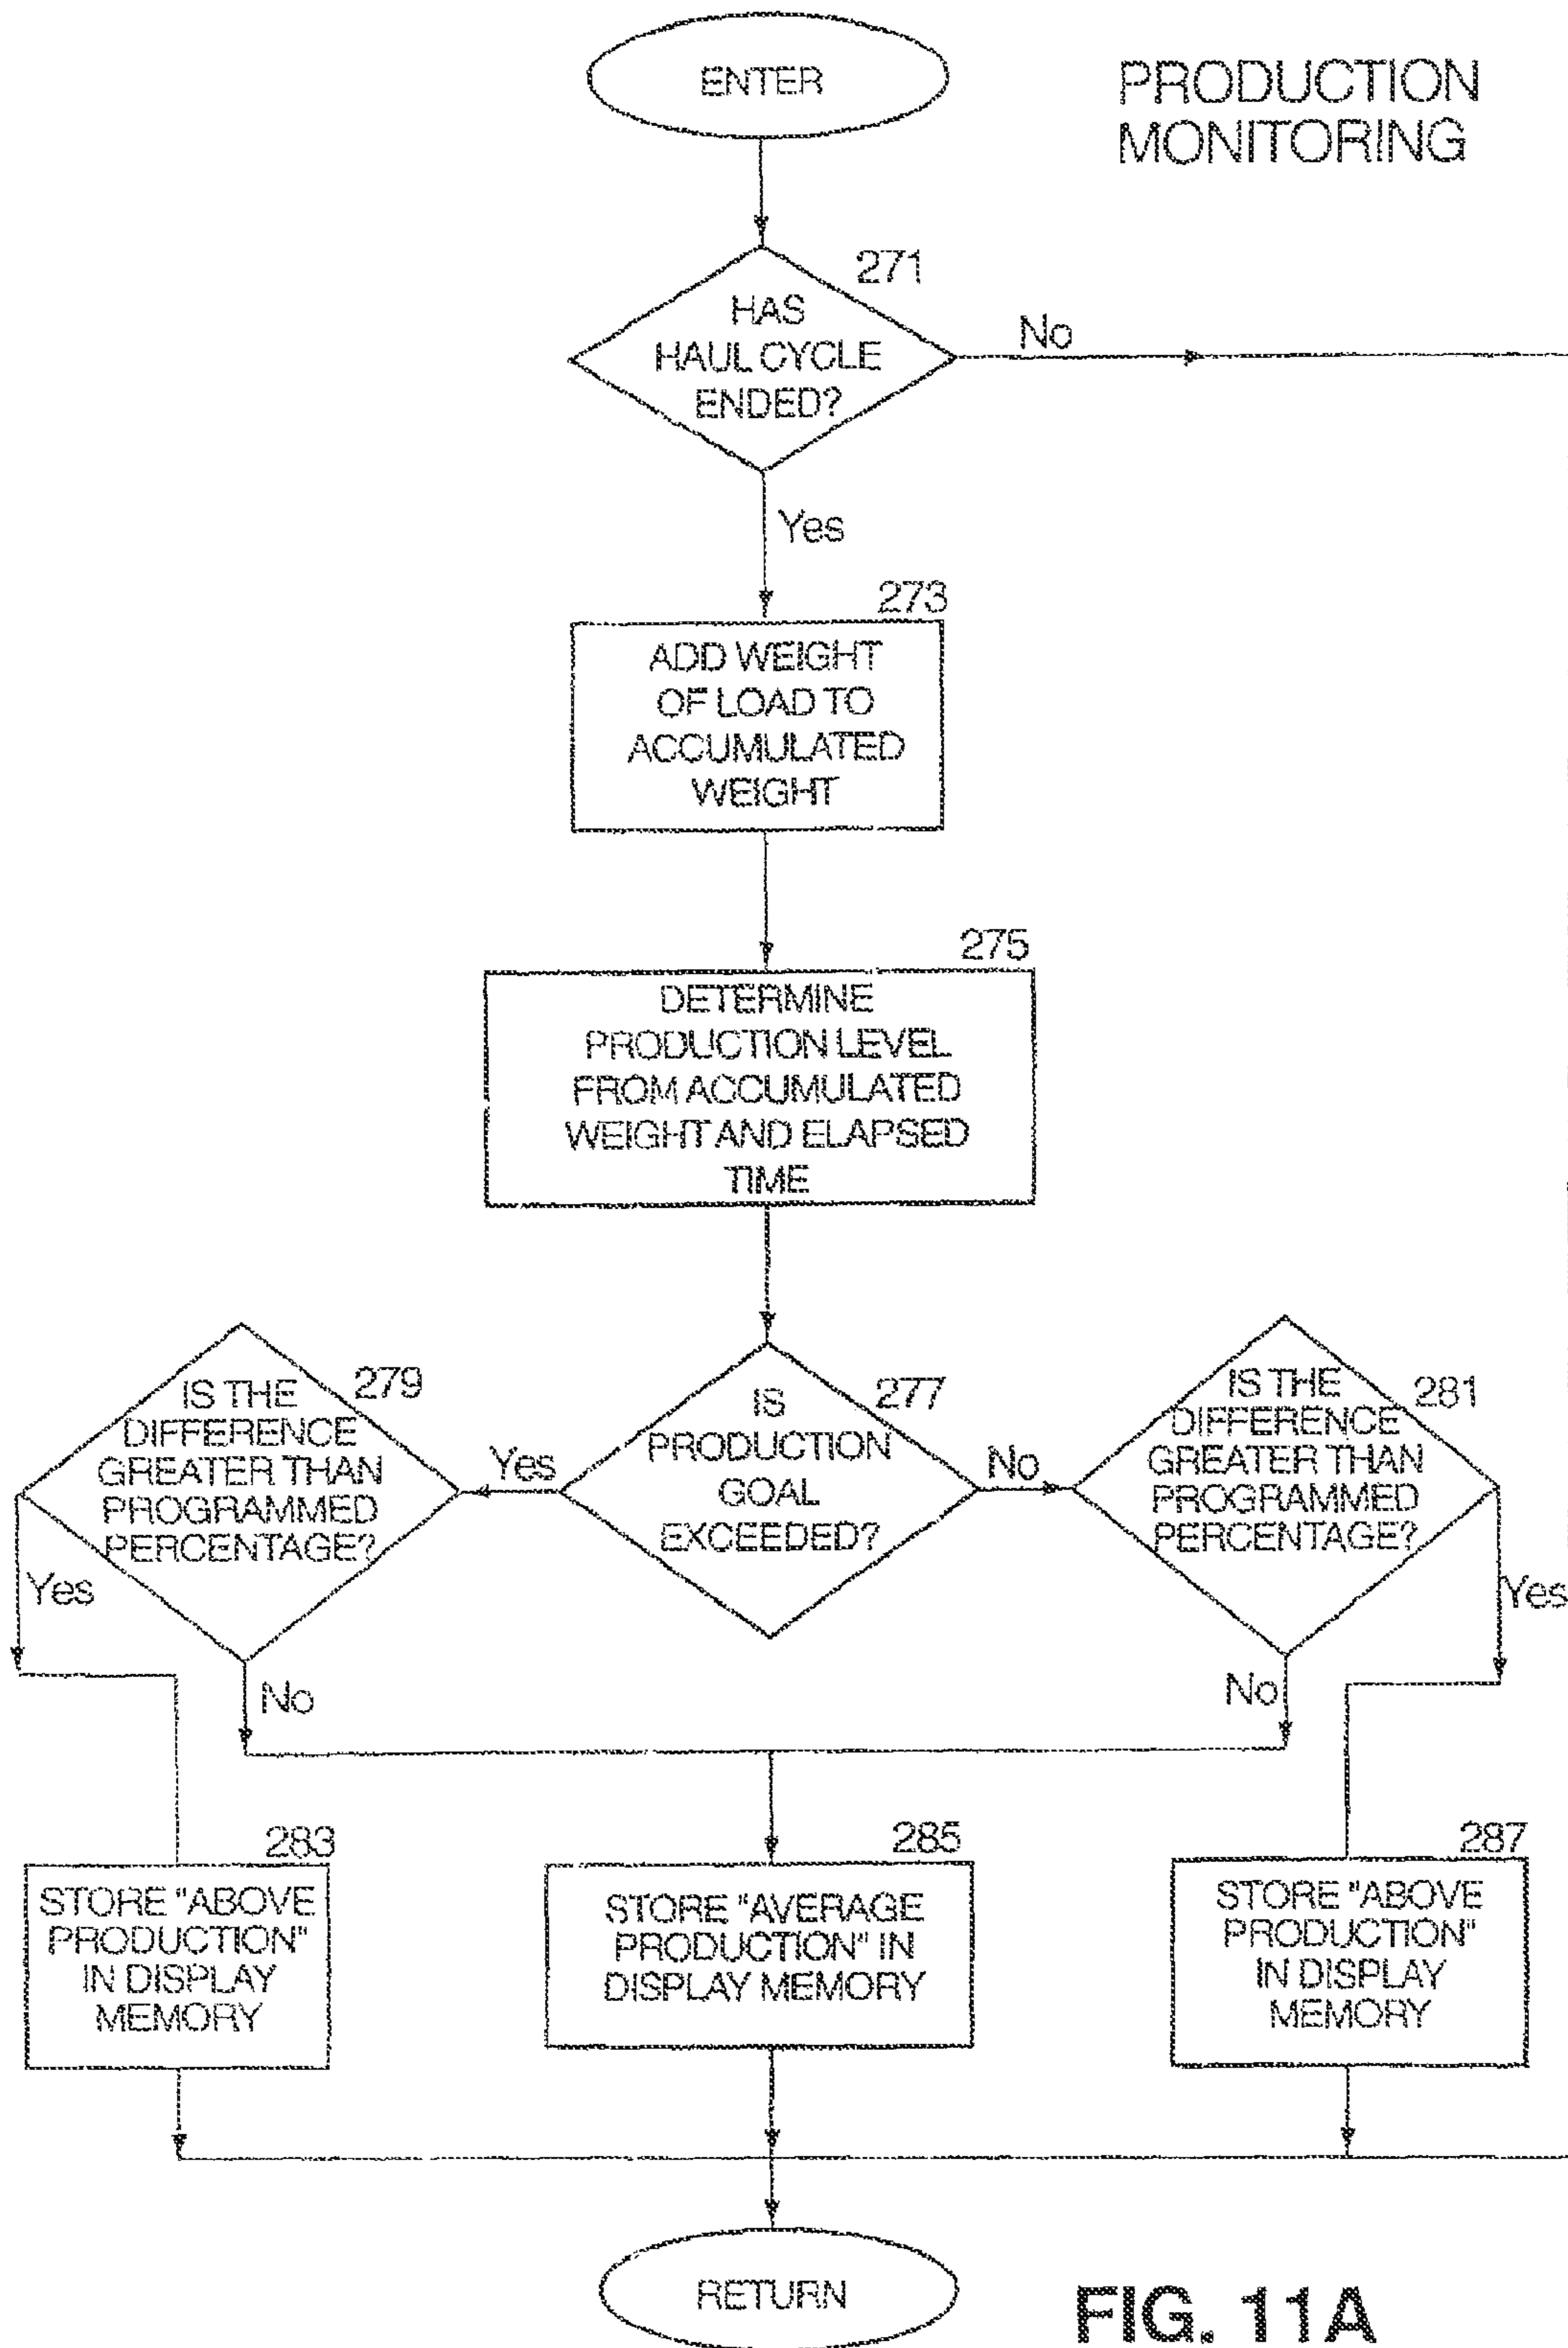 ENTER
PRODUCTION
MONITORING
271
HAS
HAUL CYCLE
ENDED?
No
Yes
273
ADD WEIGHT
OF LOAD TO
ACCUMULATED
WEIGHT
275
DETERMINE
PRODUCTION LEVEL
FROM ACCUMULATED
WEIGHT AND ELAPSED
TIME
279
IS THE
DIFFERENCE
GREATER THAN
PROGRAMMED
PERCENTAGE?
Yes
No
Yes
277
IS
PRODUCTION
GOAL
EXCEEDED?
No
281
IS THE
DIFFERENCE
GREATER THAN
PROGRAMMED
PERCENTAGE?
Yes
No
283
STORE "ABOVE
PRODUCTION"
IN DISPLAY
MEMORY
285
STORE "AVERAGE
PRODUCTION" IN
DISPLAY MEMORY
287
STORE "ABOVE
PRODUCTION"
IN DISPLAY
MEMORY
RETURN
FIG. 11A